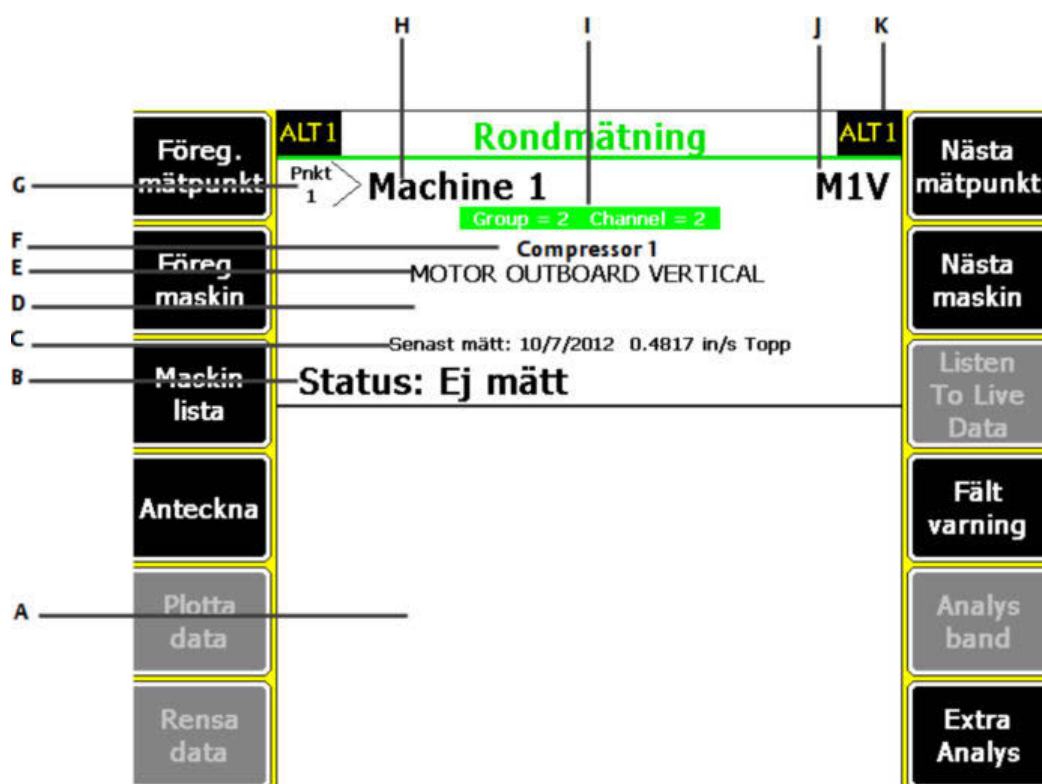 H I J K
ALT1 Rondmätning ALT1
Föreg.
mätpunkt
Nästa
mätpunkt
G
Pnkt
1
Machine 1 M1V
Group = 2 Channel = 2
F
Compressor 1
E
MOTOR OUTBOARD VERTICAL
Föreg
maskin
Nästa
maskin
D
C
Senast mätt: 10/7/2012 0.4817 in/s Topp
B
Status: Ej mätt
Maskin
lista
Listen
To Live
Data
Anteckna
Fält
varning
A
Plotta
data
Analys
band
Rensa
data
Extra
Analys